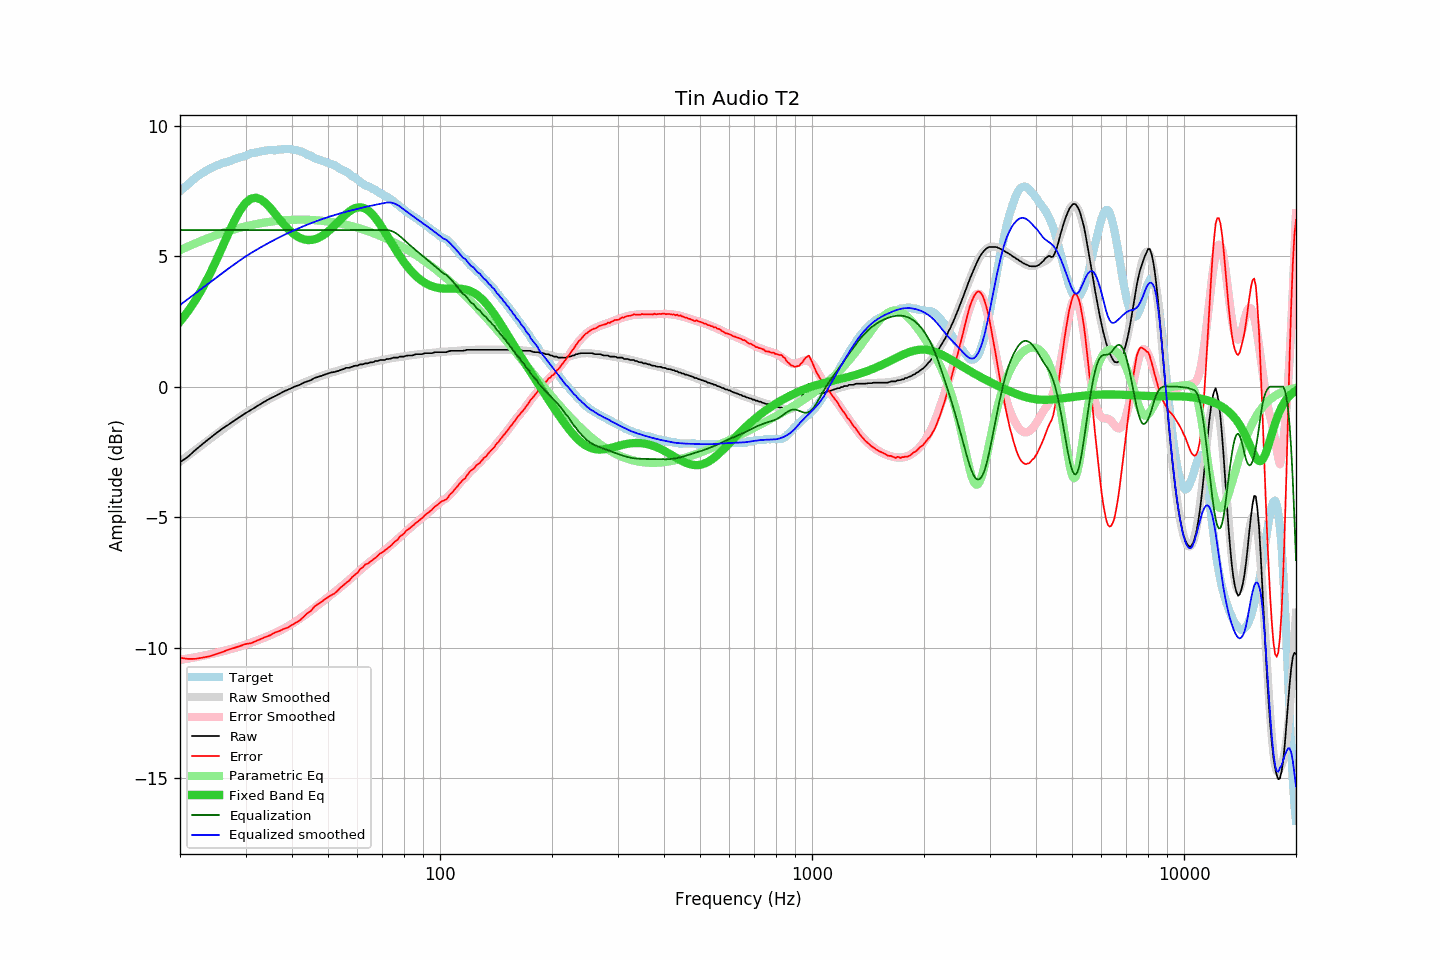 Tin Audio T2
10
5
0
−5
−10
−15
Amplitude (dBr)
Target
Raw Smoothed
Error Smoothed
Raw
Error
Parametric Eq
Fixed Band Eq
Equalization
Equalized smoothed
100
1000
10000
Frequency (Hz)